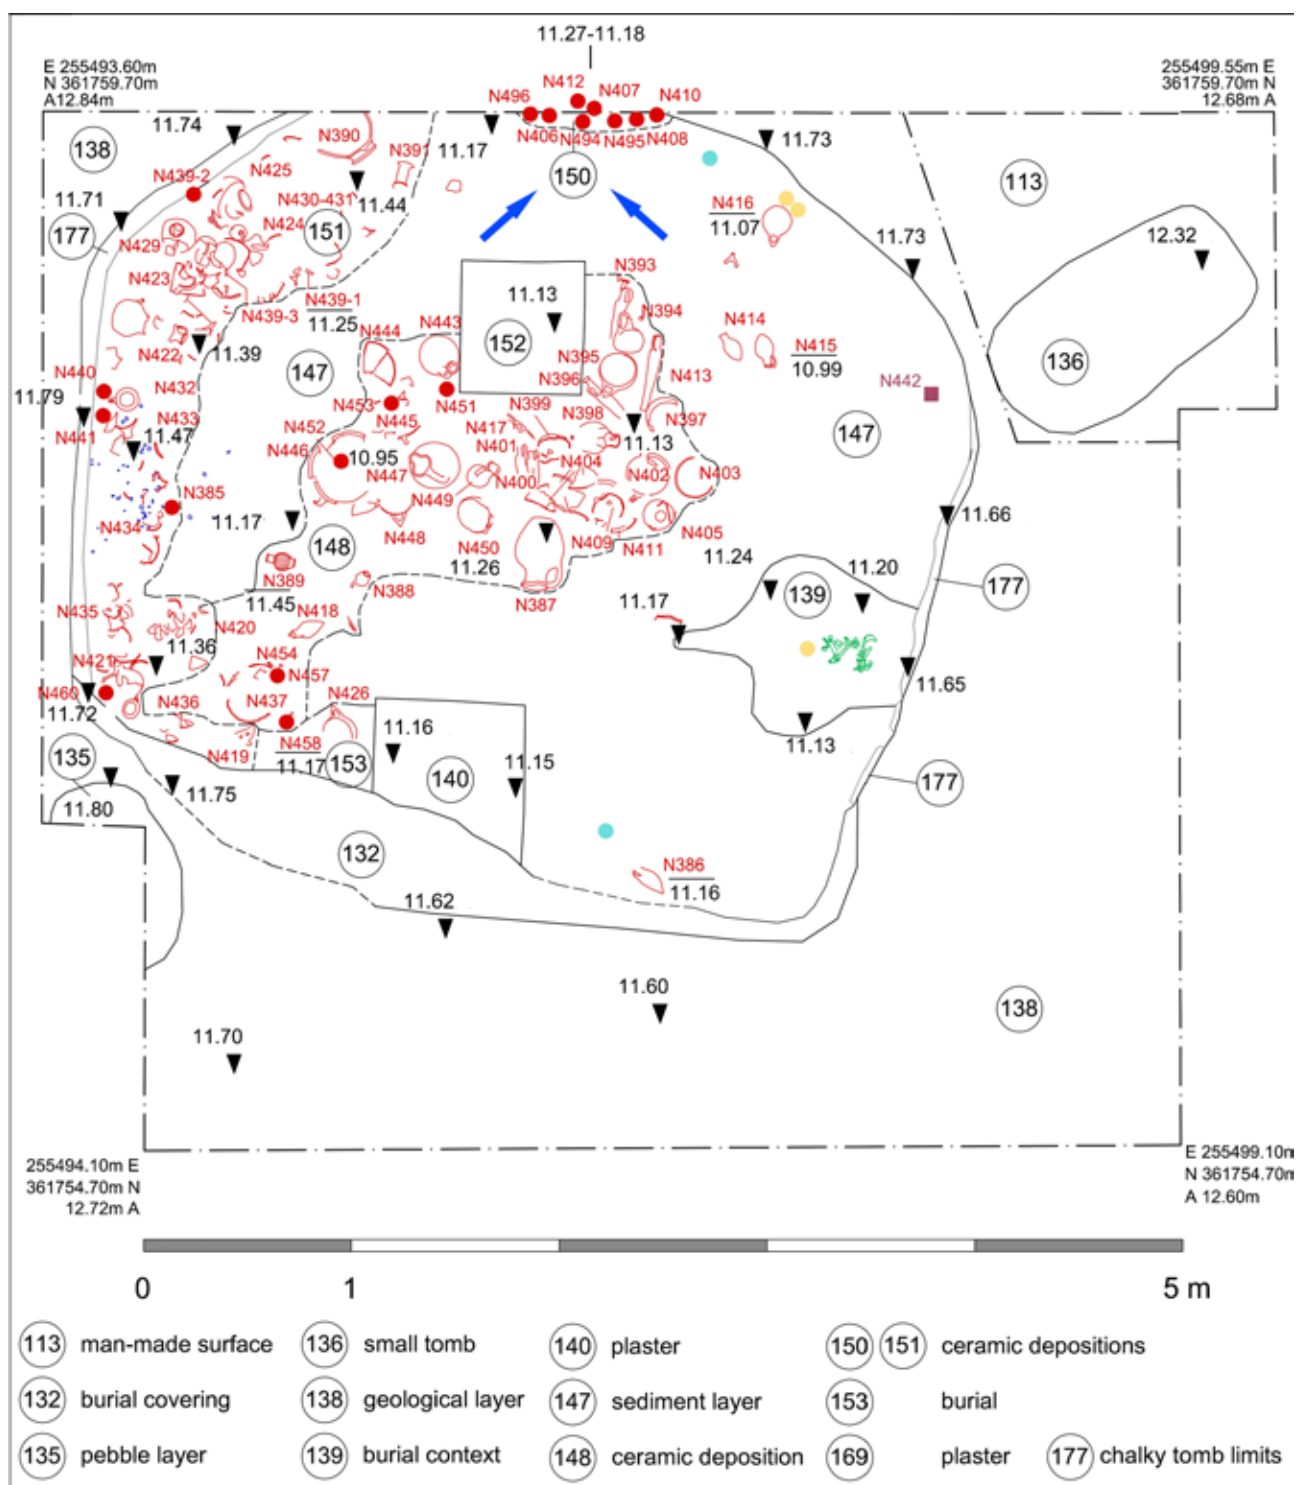 11.27-11.18
E 255493.60m
N 361759.70m
A12.84m
255499.55m E
361759.70m N
12.68m A
N412
N407
N496
N410
N406
N494
N495
N408
11.74
N390
138
N425
N391
11.17
11.73
150
113
N439-2
11.71
N430-431
11.44
N416
11.07
177
N429
N424
151
11.73
12.32
N423
N439-1
11.25
N439-3
N393
11.13
N394
N443
152
N444
N414
N415
10.99
136
N422
11.39
147
N395
N396
N413
N442
N440
N432
11.79
N433
N453
N445
N451
N399
N398
N397
147
N441
11.47
N452
N417
11.13
N446
10.95
N401
N404
N447
N402
N403
N385
N449
N400
11.17
11.66
N434
N448
148
N450
N409
N411
N405
11.24
11.26
11.20
N389
11.45
N388
N387
139
177
N435
N420
N418
11.17
11.36
N454
N421
N457
11.65
N460
11.72
N436
N437
N426
11.16
11.13
N419
N458
11.17
153
140
11.15
177
135
11.80
11.75
132
N386
11.16
11.62
11.60
138
11.70
255494.10m E
361754.70m N
12.72m A
E 255499.10m
N 361754.70m
A 12.60m
0 1 5 m
113 man-made surface 136 small tomb 140 plaster 150 151 ceramic depositions
132 burial covering 138 geological layer 147 sediment layer 153 burial
135 pebble layer 139 burial context 148 ceramic deposition 169 plaster 177 chalky tomb limits